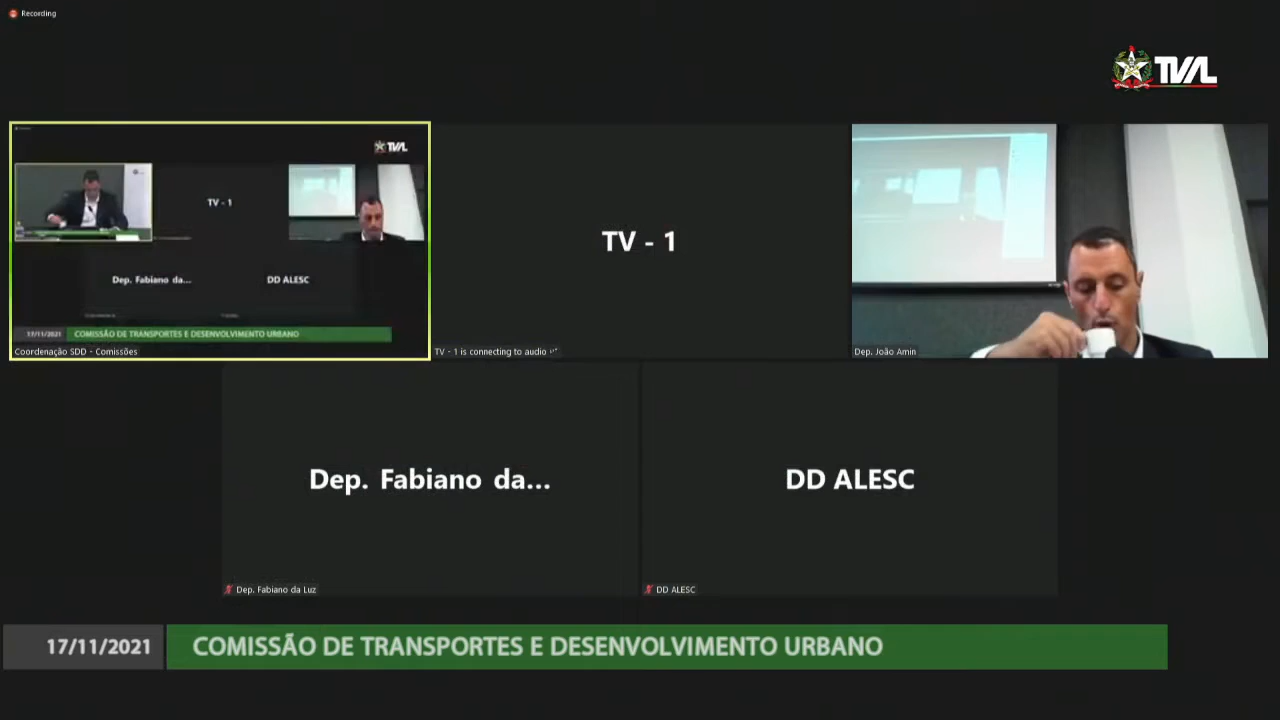 Recording
TVAL
TVAL
TV - 1
Dep. Fabiano da...
DD ALESC
17/11/2021 COMISSÃO DE TRANSPORTES E DESENVOLVIMENTO URBANO
Coordenação SDD - Comissões
TV - 1
TV - 1 is connecting to audio
Dep. João Amin
Dep. Fabiano da...
Dep. Fabiano da Luz
DD ALESC
DD ALESC
17/11/2021 COMISSÃO DE TRANSPORTES E DESENVOLVIMENTO URBANO